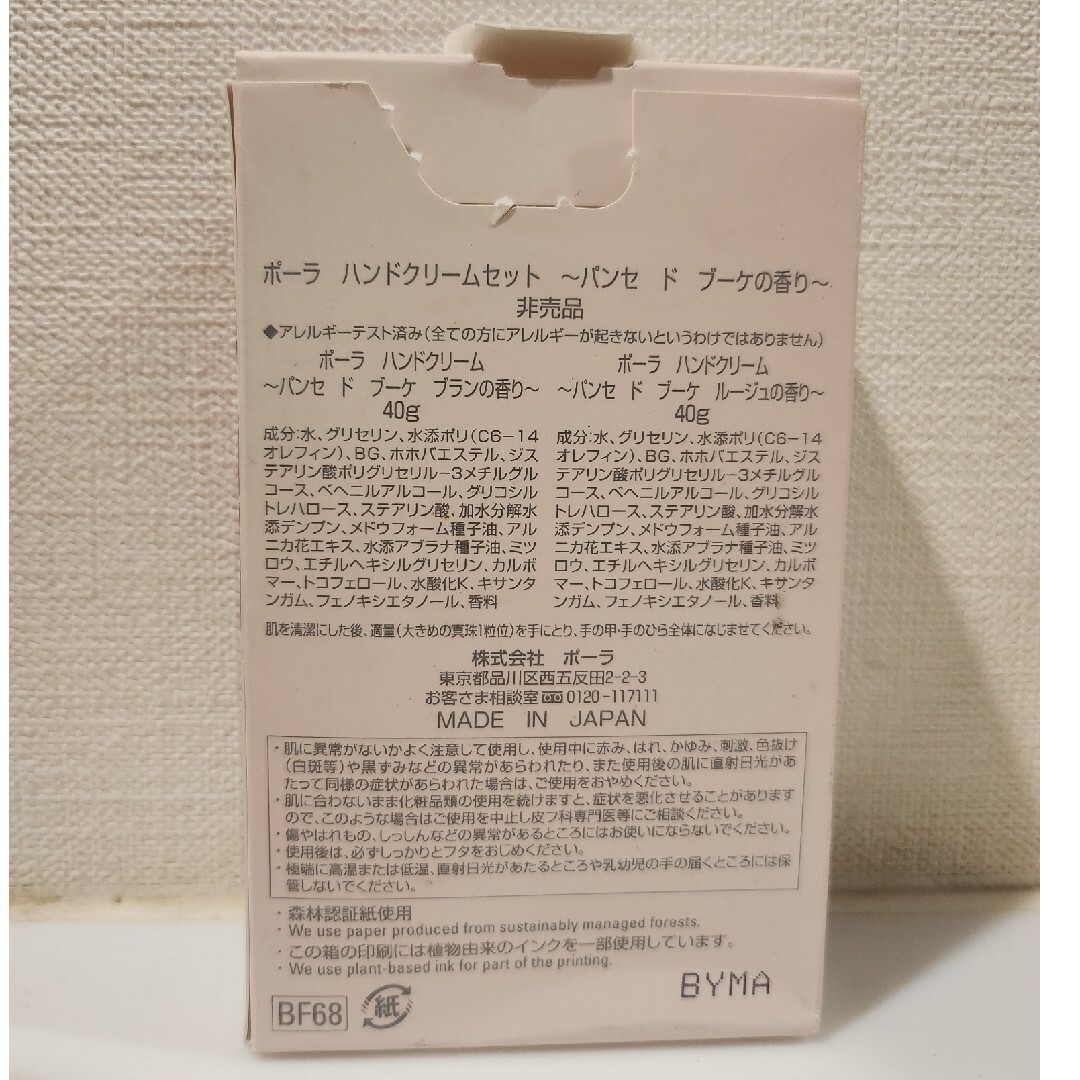 ポーラ ハンドクリームセット ～パンセ ド ブーケの香り～
非売品
◆アレルギーテスト済み(全ての方にアレルギーが起きないというわけではありません)
ポーラ ハンドクリーム
～パンセ ド ブーケ ブランの香り～
40g
成分:水、グリセリン、水添ポリ(C6-14
オレフィン)、BG、ホホバエステル、ジス
テアリン酸ポリグリセリル-3メチルグル
コース、ベヘニルアルコール、グリコシル
トレハロース、ステアリン酸、加水分解水
添デンプン、メドウフォーム種子油、アル
ニカ花エキス、水添アブラナ種子油、ミツ
ロウ、エチルヘキシルグリセリン、カルボ
マー、トコフェロール、水酸化K、キサンタ
ンガム、フェノキシエタノール、香料
ポーラ ハンドクリーム
～パンセ ド ブーケ ルージュの香り～
40g
成分:水、グリセリン、水添ポリ(C6-14
オレフィン)、BG、ホホバエステル、ジス
テアリン酸ポリグリセリル-3メチルグル
コース、ベヘニルアルコール、グリコシル
トレハロース、ステアリン酸、加水分解水
添デンプン、メドウフォーム種子油、アル
ニカ花エキス、水添アブラナ種子油、ミツ
ロウ、エチルヘキシルグリセリン、カルボ
マー、トコフェロール、水酸化K、キサンタ
ンガム、フェノキシエタノール、香料
肌を清潔にした後、適量(大きめの真珠1粒位)を手にとり、手の甲・手のひら全体になじませてください。
株式会社 ポーラ
東京都品川区西五反田2-2-3
お客さま相談室 0120-117111
MADE IN JAPAN
・肌に異常がないかよく注意して使用し、使用中に赤み、はれ、かゆみ、刺激、色抜け
(白斑等)や黒ずみなどの異常があらわれたり、また使用後の肌に直射日光があ
たって同様の症状があらわれた場合は、ご使用をおやめください。
・肌に合わないまま化粧品類の使用を続けますと、症状を悪化させることがあります
ので、このような場合はご使用を中止し皮フ科専門医等にご相談ください。
・傷やはれもの、しっしんなどの異常があるところにはお使いにならないでください。
・使用後は、必ずしっかりとフタをおしめください。
・極端に高温または低温、直射日光があたるところや乳幼児の手の届くところには保
管しないでください。
・森林認証紙使用
・We use paper produced from sustainably managed forests.
・この箱の印刷には植物由来のインクを一部使用しています。
・We use plant-based ink for part of the printing.
BYMA
BF68 紙